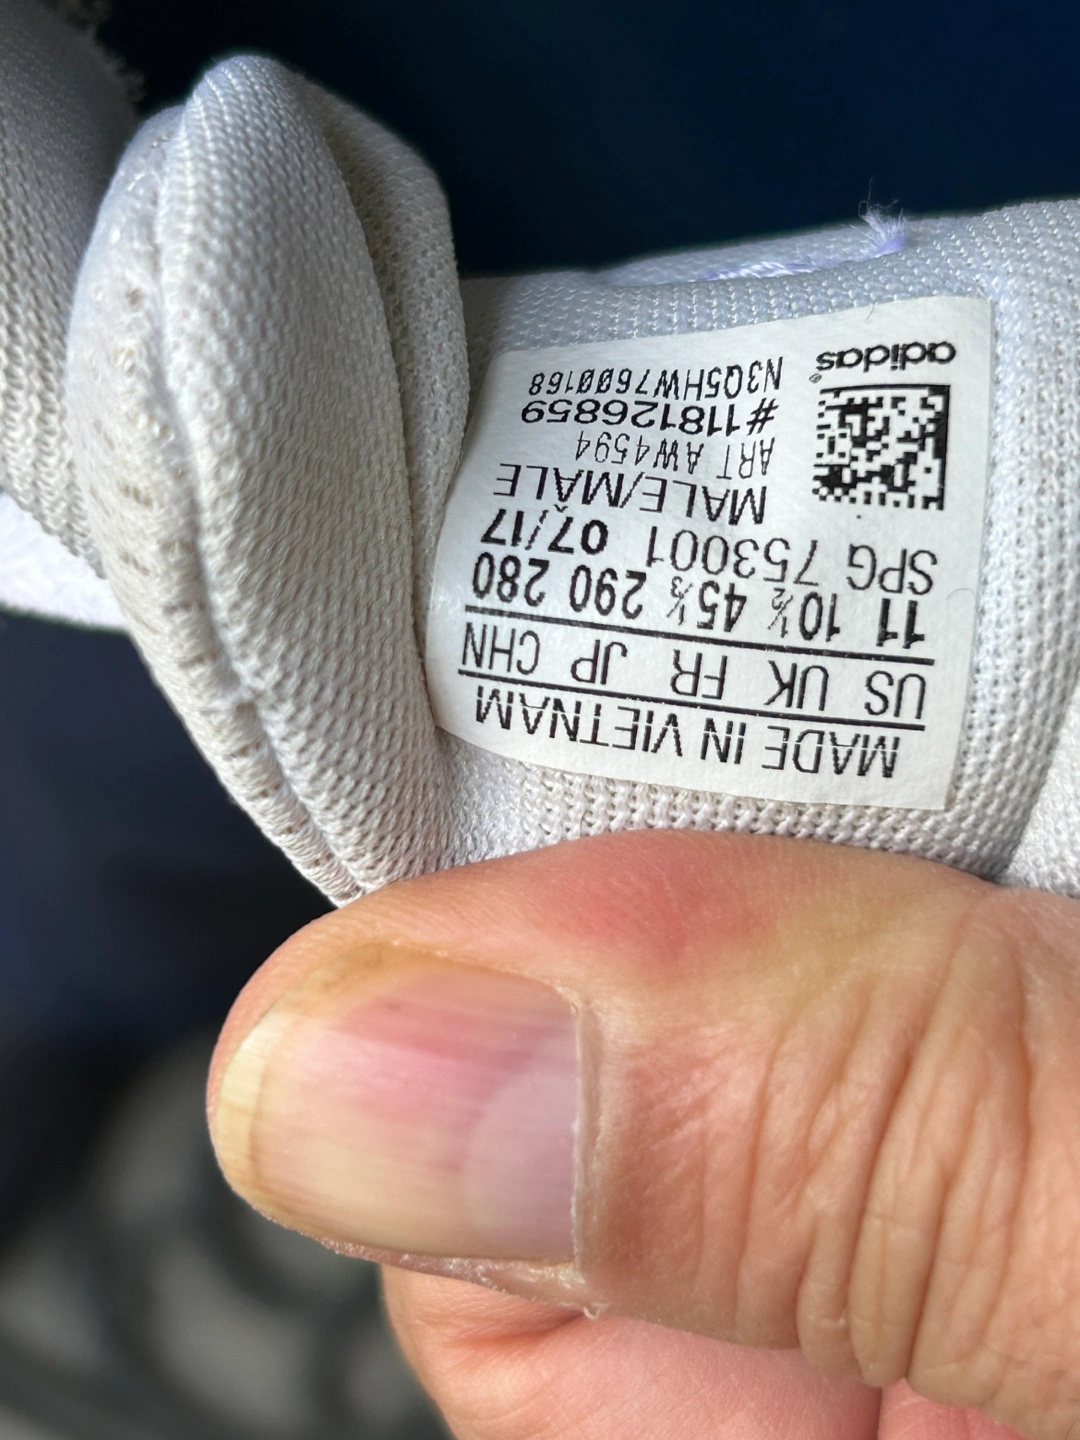 MADE IN VIETNAM
US UK FR JP CHN
11 10½ 45⅓ 290 280
SPG 753001 07/17
MALE/MÂLE
ART AW4594
#118126859
N3Q5HW7600168
adidas